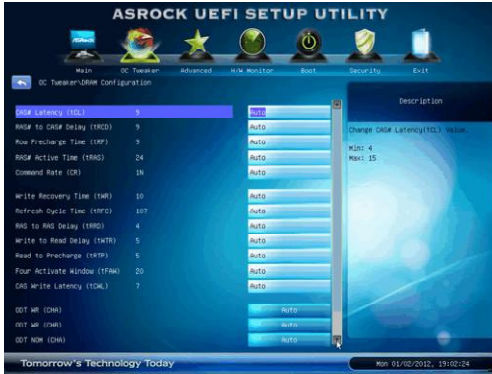 ASROCK UEFI SETUP UTILITY
Main OC Tweaker Advanced H/W Monitor Boot Security Exit
OC Tweaker\DRAM Configuration
Description
CAS# Latency (tCL) 9 Auto
Change CAS# Latency(tCL) Value.
RAS# to CAS# Delay (tRCD) 9 Auto
Min: 4
Row Precharge Time (tRP) 9 Auto
Max: 15
RAS# Active Time (tRAS) 24 Auto
Command Rate (CR) 1N Auto
Write Recovery Time (tWR) 10 Auto
Refresh Cycle Time (tRFC) 107 Auto
RAS to RAS Delay (tRRD) 4 Auto
Write to Read Delay (tWTR) 5 Auto
Read to Precharge (tRTP) 5 Auto
Four Activate Window (tFAW) 20 Auto
CAS Write Latency (tCWL) 7 Auto
ODT WR (CHA) Auto
ODT WR (CHB) Auto
ODT NOM (CHA) Auto
Tomorrow's Technology Today
Mon 01/02/2012, 19:02:24